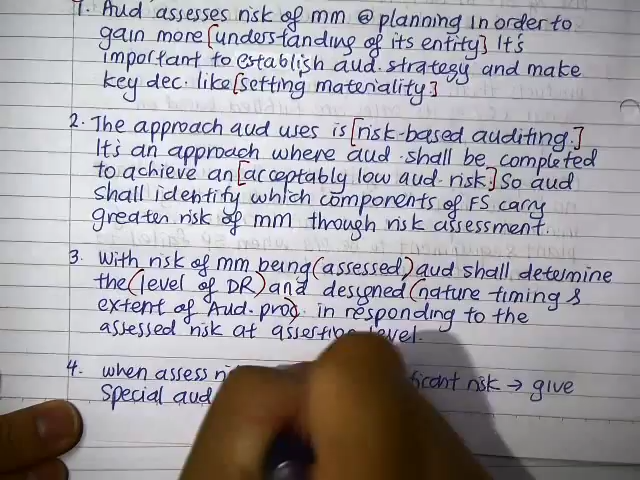 1. Aud assesses risk of mm @ planning in order to
gain more [understanding of its entity] It's
important to establish aud. strategy and make
key dec. like [setting materiality]
2. The approach aud uses is [risk-based auditing.]
It's an approach where aud shall be completed
to achieve an [acceptably low aud risk.] So aud
shall identify which components of FS carry
greater risk of mm through risk assessment.
3. With risk of mm being (assessed,) aud shall determine
the (level of DR) and designed (nature timing &
extent of Aud. proc). in responding to the
assessed risk at assertion level.
4. when assess risk → give
Special aud